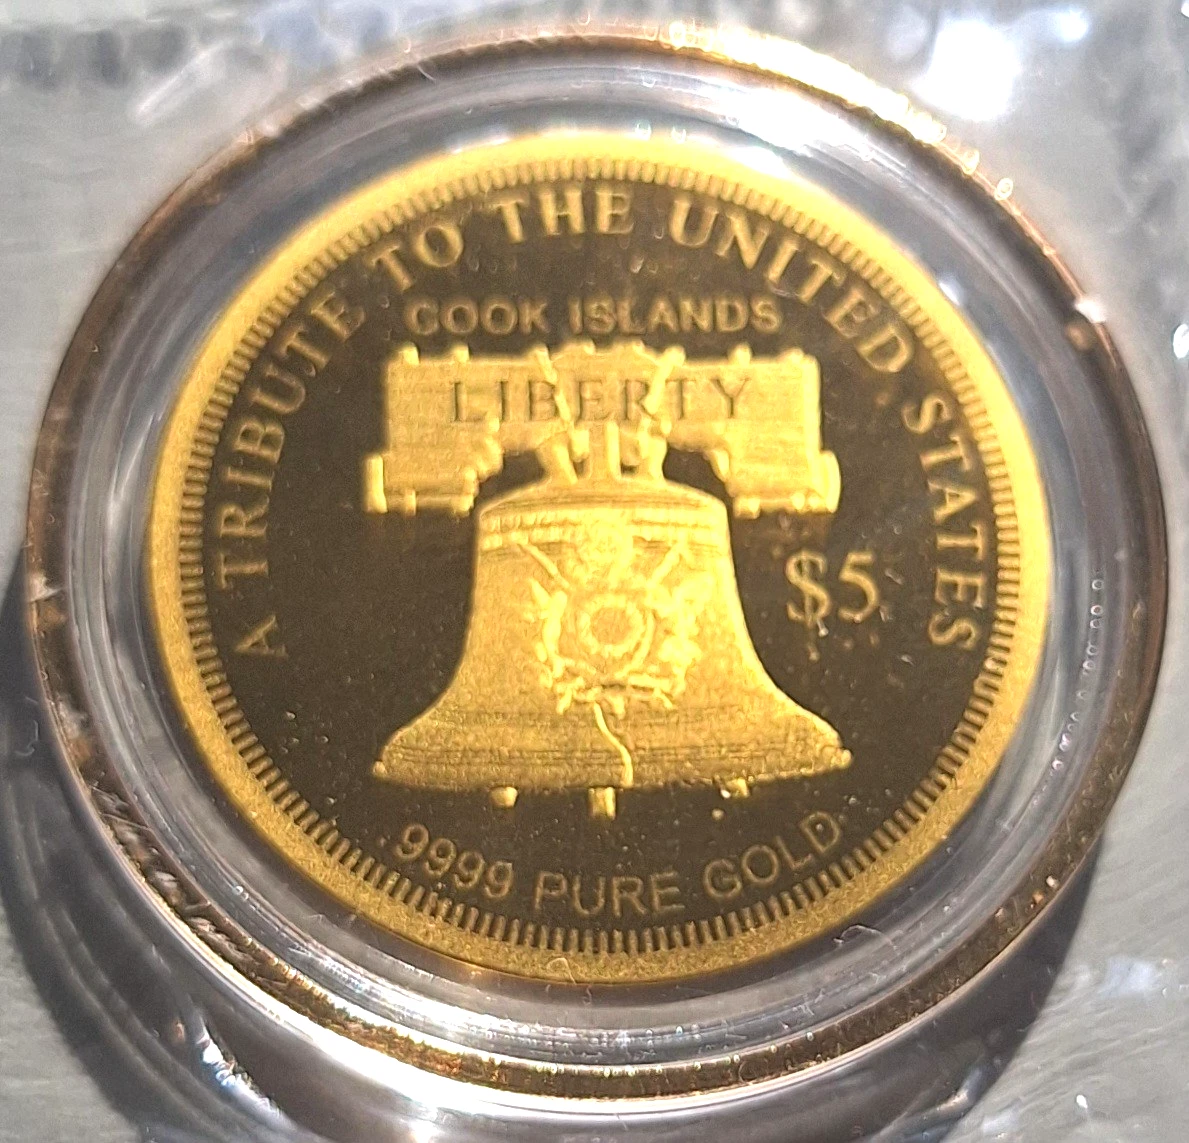 A TRIBUTE TO THE UNITED STATES
COOK ISLANDS
LIBERTY
$5
.9999 PURE GOLD